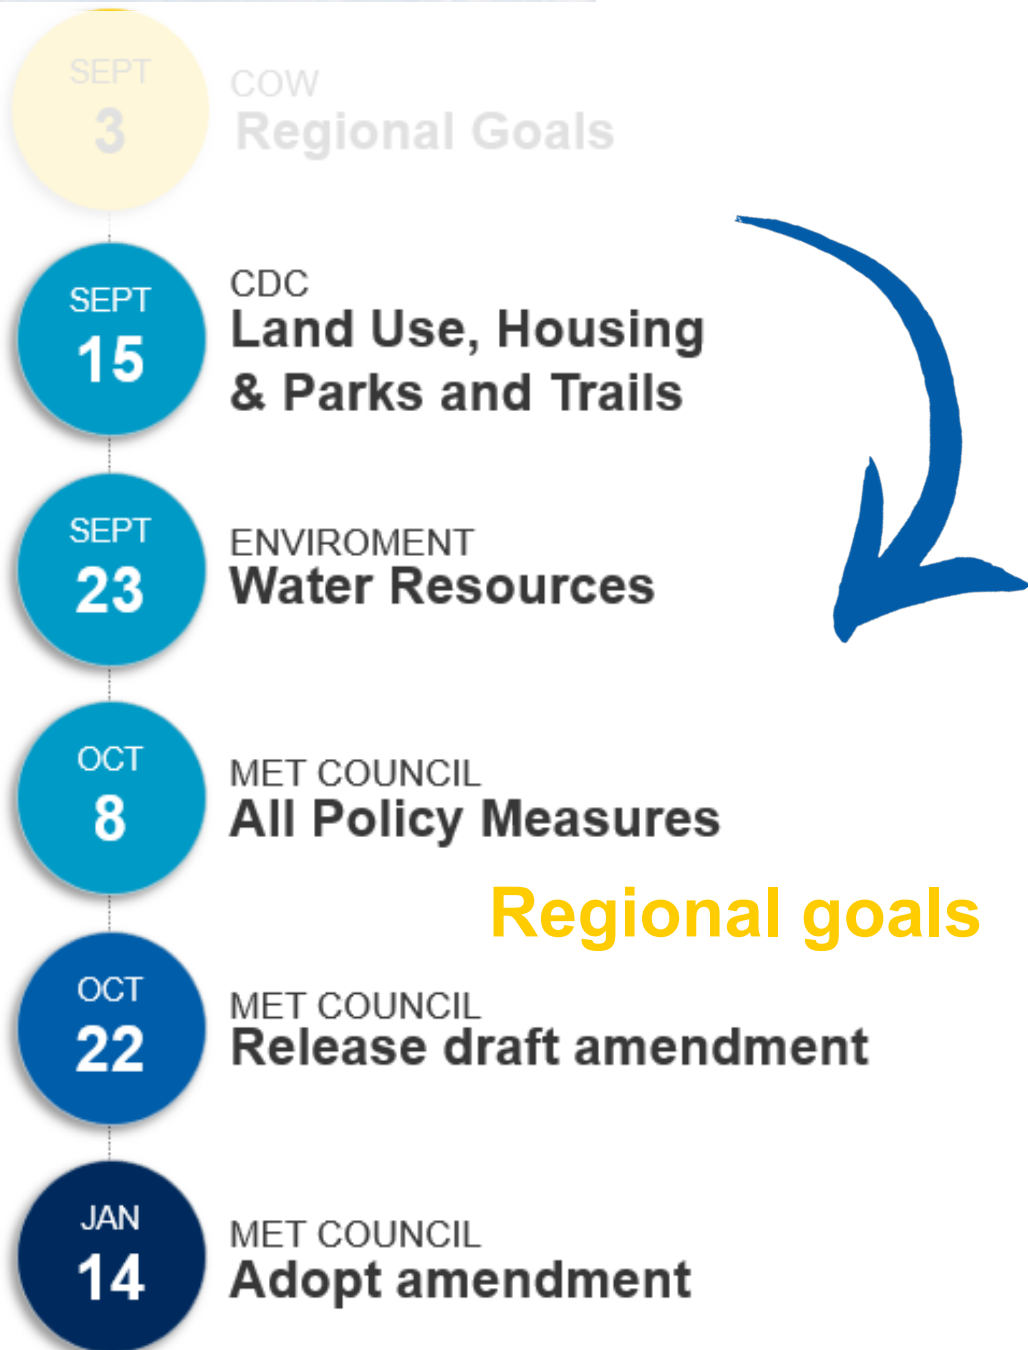 SEPT
3
COW
Regional Goals
SEPT
15
CDC
Land Use, Housing
& Parks and Trails
SEPT
23
ENVIROMENT
Water Resources
OCT
8
MET COUNCIL
All Policy Measures
Regional goals
OCT
22
MET COUNCIL
Release draft amendment
JAN
14
MET COUNCIL
Adopt amendment